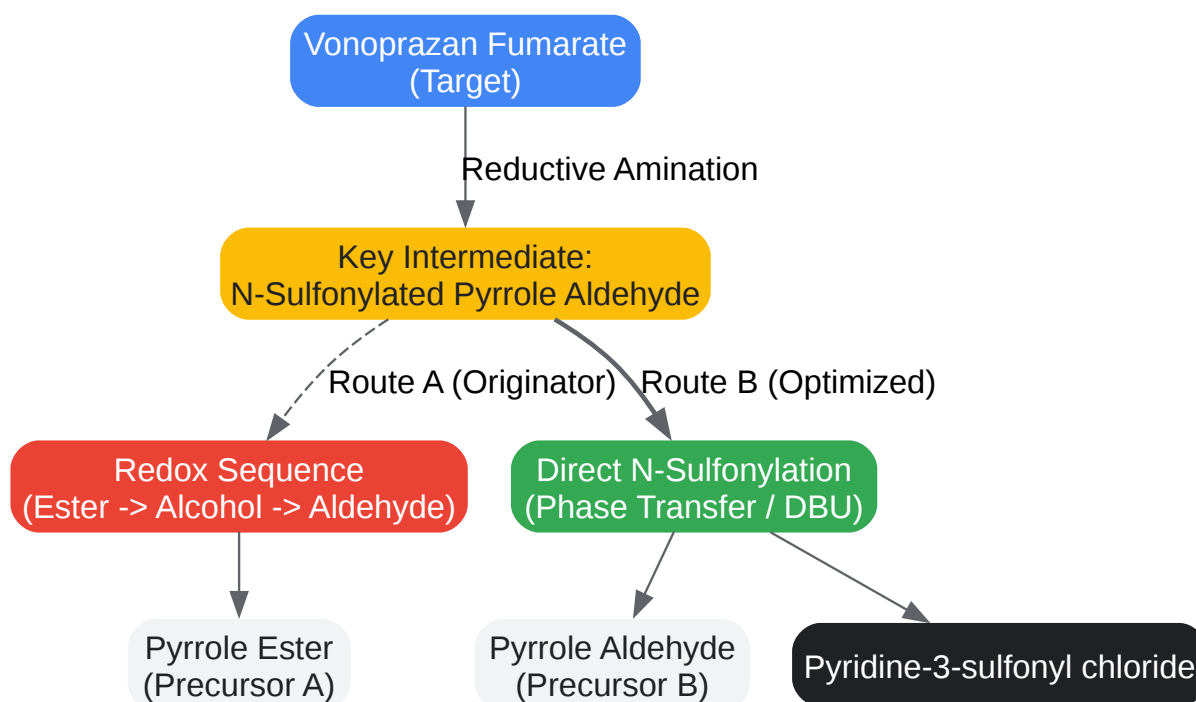 Vonoprazan Fumarate
(Target)
Reductive Amination
Key Intermediate:
N-Sulfonylated Pyrrole Aldehyde
Route A (Originator)
Route B (Optimized)
Redox Sequence
(Ester -> Alcohol -> Aldehyde)
Direct N-Sulfonylation
(Phase Transfer / DBU)
Pyrrole Ester
(Precursor A)
Pyrrole Aldehyde
(Precursor B)
Pyridine-3-sulfonyl chloride